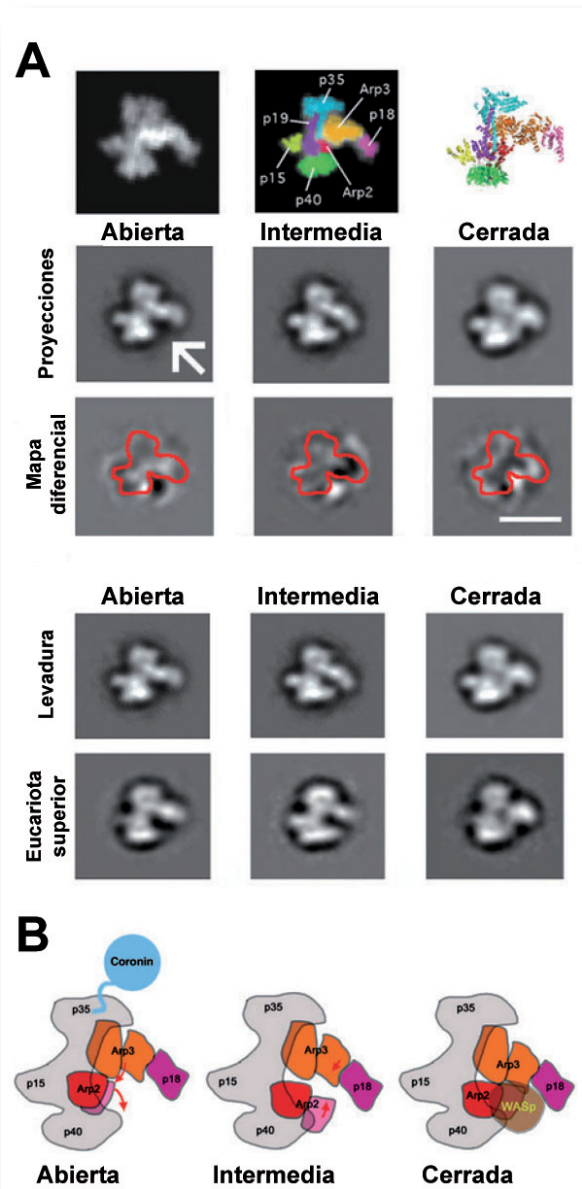 A
p35
Arp3
p19
p18
p15
p40
Arp2
Abierta Intermedia Cerrada
Proyecciones
Mapa
diferencial
Abierta Intermedia Cerrada
Levadura
Eucariota
superior
B
Coronin
p35 p35 p35
Arp3 Arp3 Arp3
p15 Arp2 p18 p15 Arp2 p18 p15 Arp2 p18
WASp
p40 p40 p40
Abierta Intermedia Cerrada